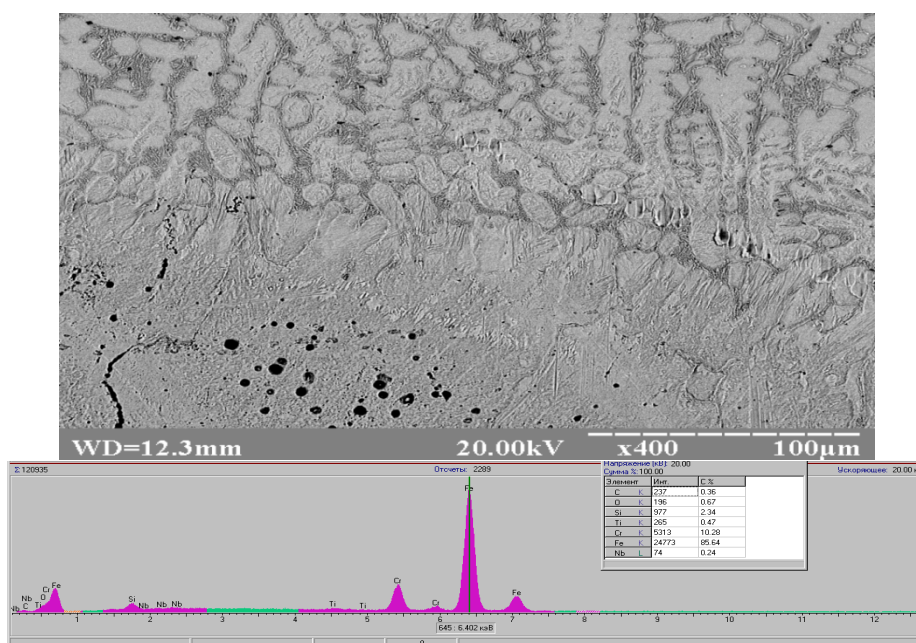 WD=12.3mm 20.00kV x400 100µm
Σ 120935 Отсчеты: 2289 Ускоряющее: 20.00 к
Напряжение [кВ]: 20.00
Сумма %:100.00
Элемент Инт. С %
C K 237 0.36
O K 196 0.67
Si K 977 2.34
Ti K 265 0.47
Cr K 5313 10.28
Fe K 24773 85.64
Nb L 74 0.24
Fe
Cr
Fe
Nb Cr Fe
C O
Nb Ti Si Nb Nb Nb Ti Ti Cr
1 2 3 4 5 6 7 8 9 10 11 12
645 : 6.402 кэВ